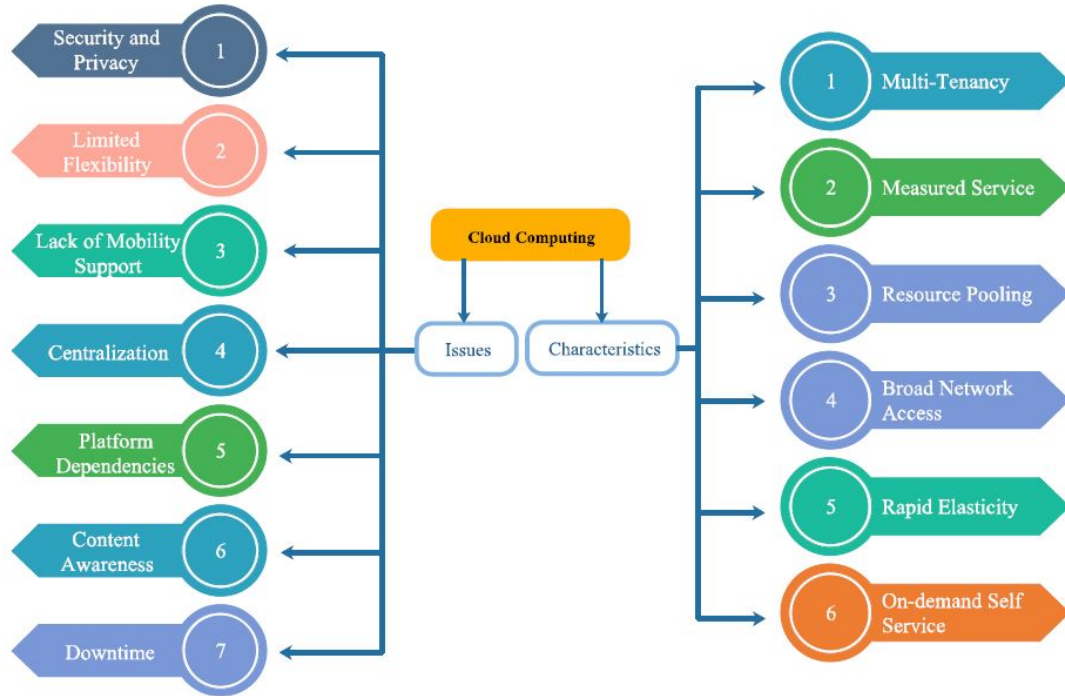 Security and
Privacy
1
Limited
Flexibility
2
Lack of Mobility
Support
3
Centralization
4
Platform
Dependencies
5
Content
Awareness
6
Downtime
7
Cloud Computing
Issues
Characteristics
1
Multi-Tenancy
2
Measured Service
3
Resource Pooling
4
Broad Network
Access
5
Rapid Elasticity
6
On-demand Self
Service